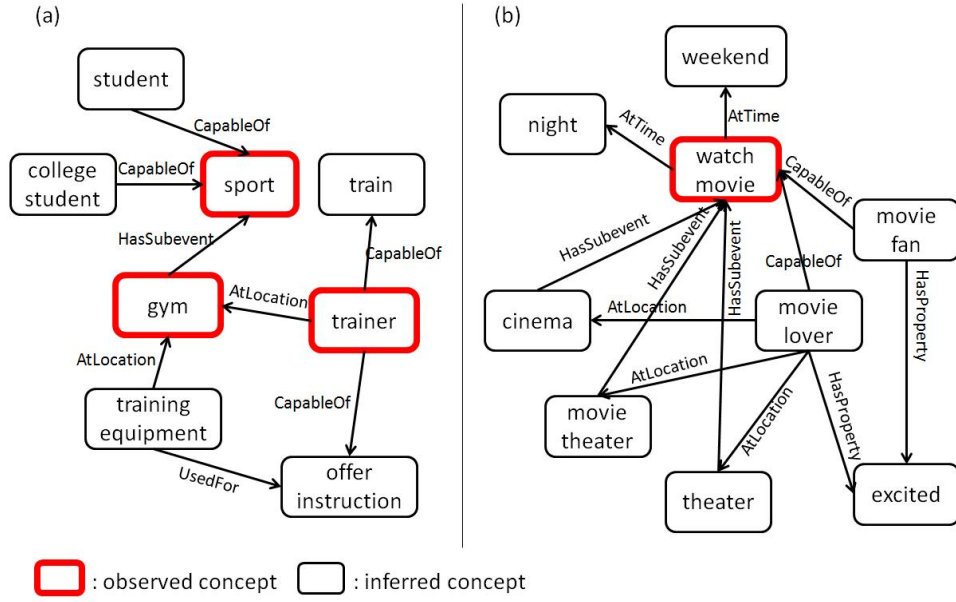 (a)
student
CapableOf
college
student
CapableOf
sport
train
HasSubevent
CapableOf
gym
AtLocation
trainer
AtLocation
CapableOf
training
equipment
UsedFor
offer
instruction
(b)
weekend
AtTime
night
AtTime
watch
movie
CapableOf
movie
fan
HasSubevent
HasSubevent
HasSubevent
CapableOf
HasProperty
cinema
AtLocation
movie
lover
AtLocation
HasProperty
movie
theater
AtLocation
theater
excited
: observed concept
: inferred concept